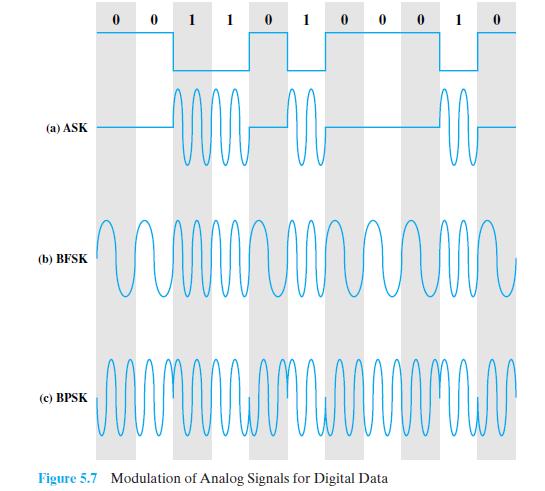 0 0 1 1 0 1 0 0 0 1 0
(a) ASK
(b) BFSK
(c) BPSK
Figure 5.7 Modulation of Analog Signals for Digital Data